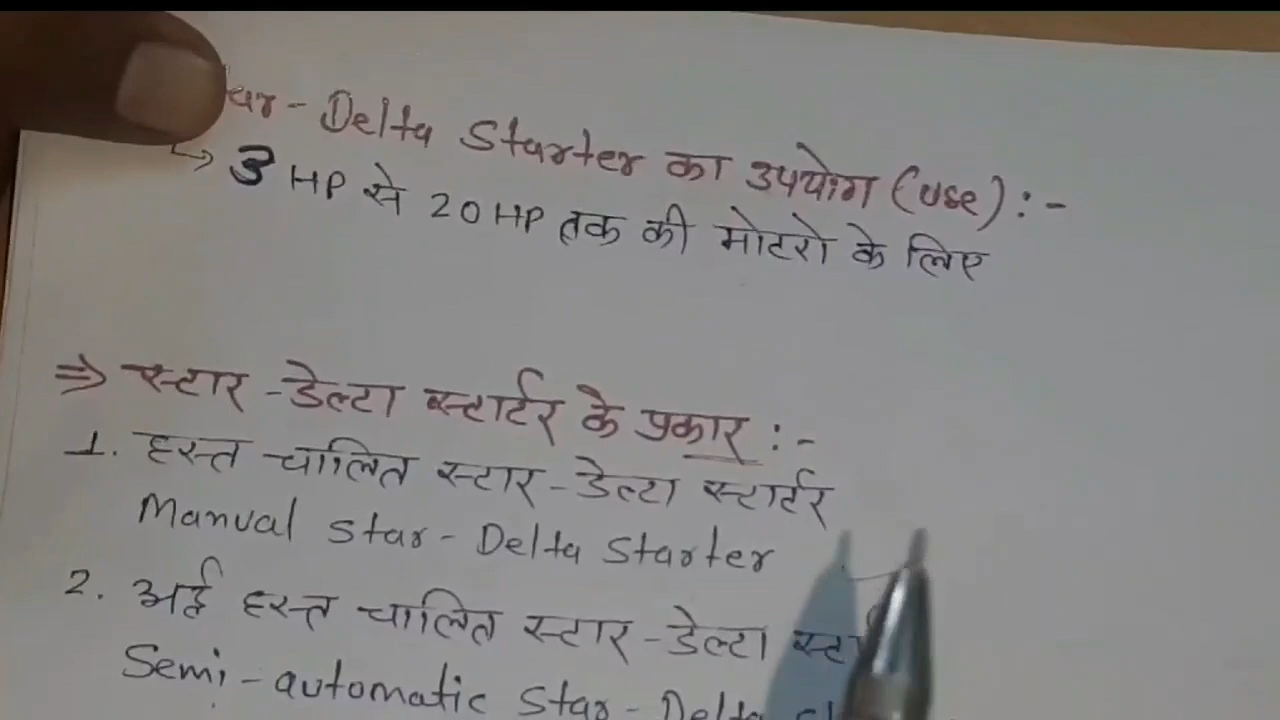 - Delta Starter का उपयोग (use) :-
↳ 3 HP से 20 HP तक की मोटरो के लिए
⇒ स्टार - डेल्टा स्टार्टर के प्रकार :-
1. हस्त चालित स्टार - डेल्टा स्टार्टर
Manual Star - Delta Starter
2. अर्द्ध हस्त चालित स्टार - डेल्टा
Semi - automatic Star - Delta